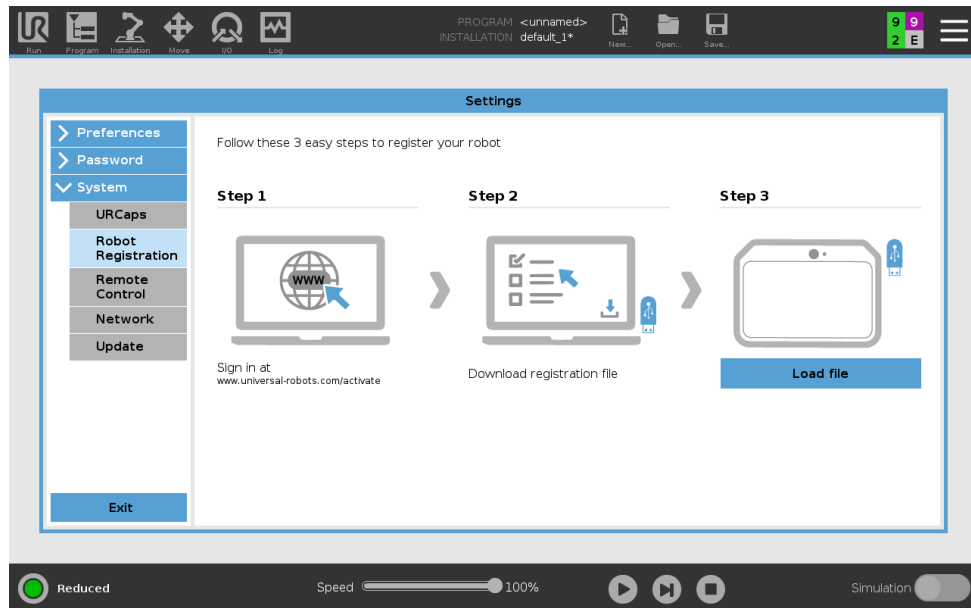 PROGRAM <unnamed>
INSTALLATION default_1*
Run
Program
Installation
Move
I/O
Log
New...
Open...
Save...
9 9
2 E
Settings
Preferences
Password
System
URCaps
Robot
Registration
Remote
Control
Network
Update
Exit
Follow these 3 easy steps to register your robot
Step 1
WWW
Sign in at
www.universal-robots.com/activate
Step 2
Download registration file
Step 3
Load file
Reduced
Speed
100%
Simulation